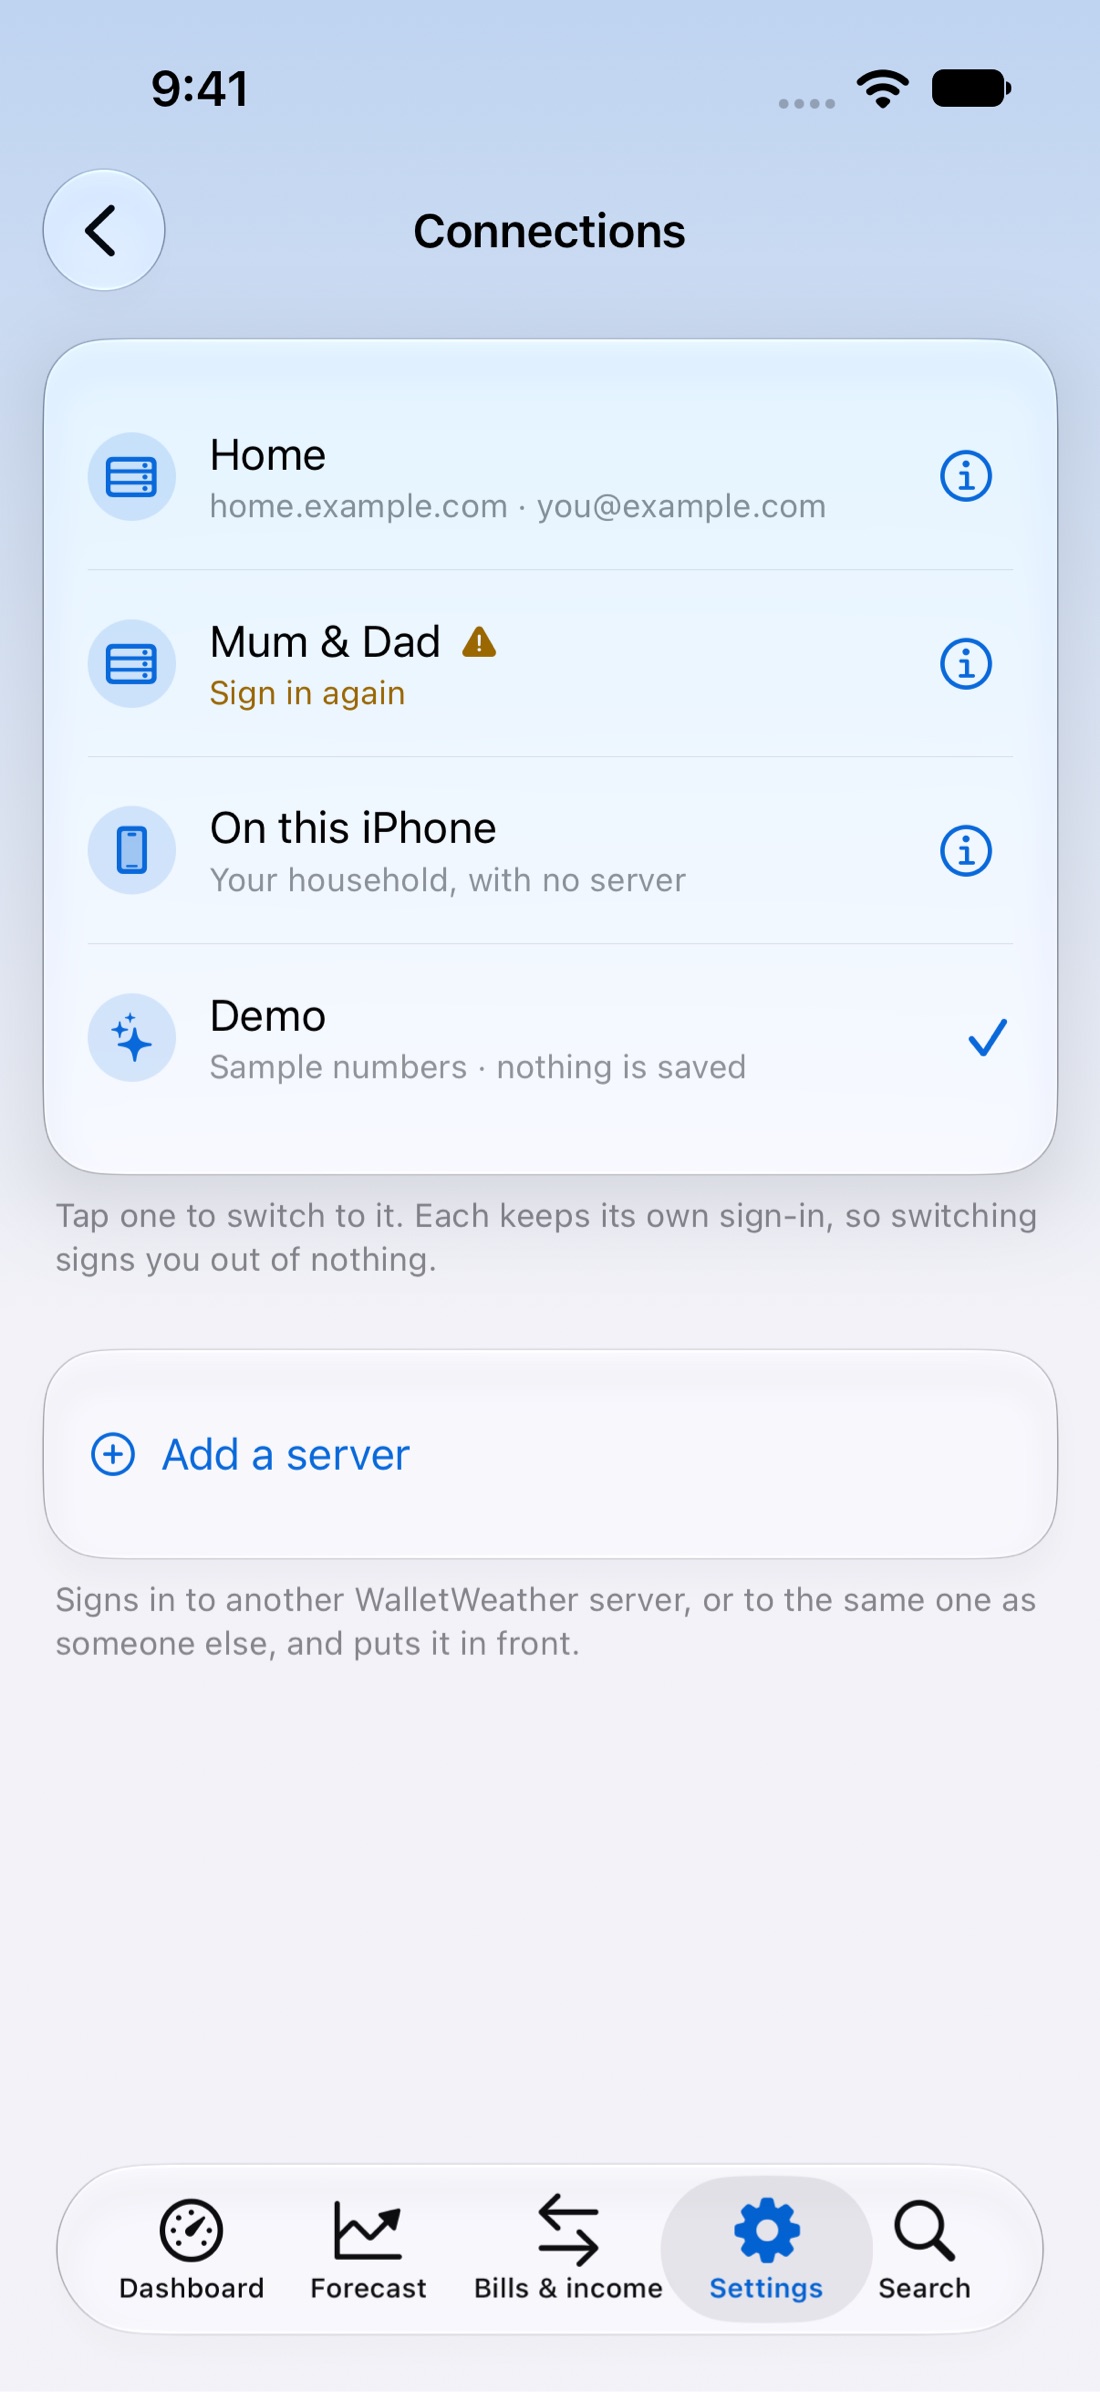 9:41
Connections
Home
home.example.com · you@example.com
Mum & Dad
Sign in again
On this iPhone
Your household, with no server
Demo
Sample numbers · nothing is saved
Tap one to switch to it. Each keeps its own sign-in, so switching
signs you out of nothing.
Add a server
Signs in to another WalletWeather server, or to the same one as
someone else, and puts it in front.
Dashboard
Forecast
Bills & income
Settings
Search